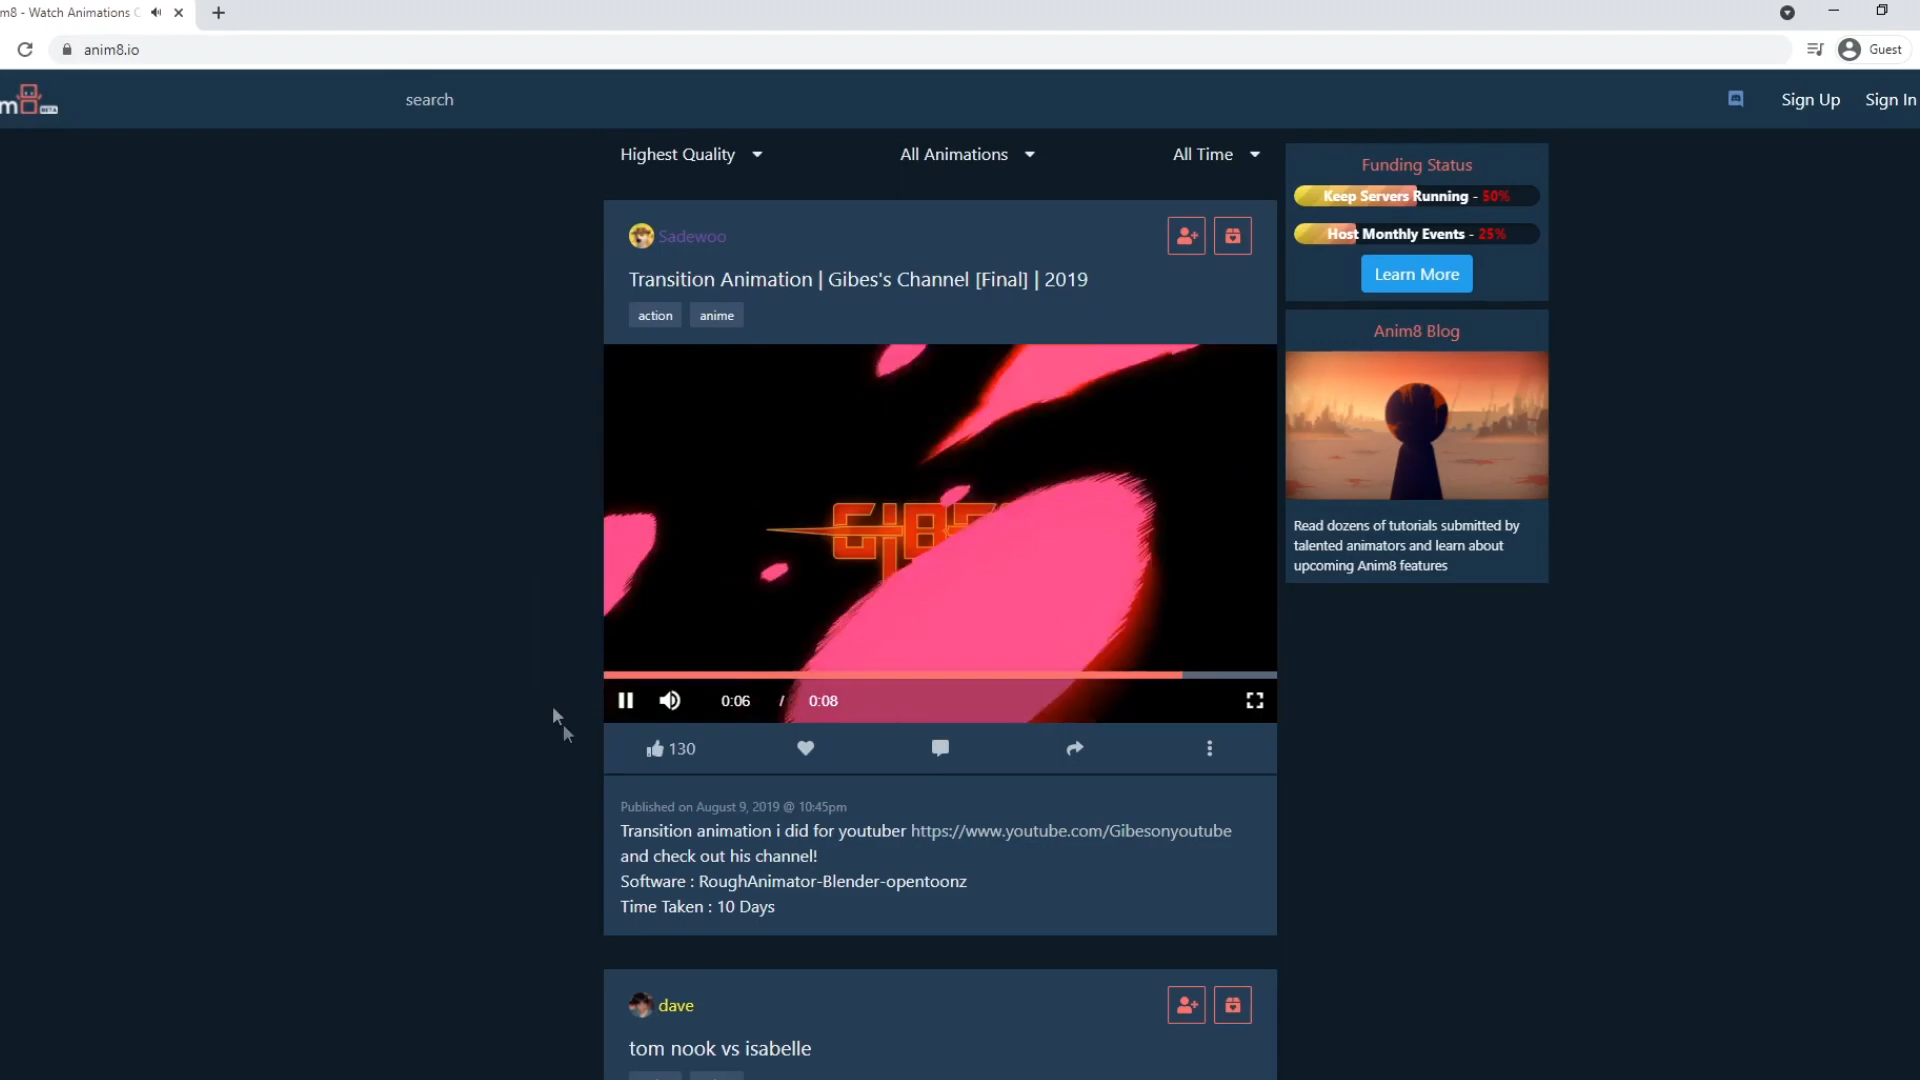 m8 - Watch Animations
anim8.io
Guest
m8 BETA
search
Sign Up
Sign In
Highest Quality
All Animations
All Time
Funding Status
Keep Servers Running - 50%
Host Monthly Events - 25%
Learn More
Sadewoo
Transition Animation | Gibes's Channel [Final] | 2019
action
anime
Anim8 Blog
GIBE
Read dozens of tutorials submitted by
talented animators and learn about
upcoming Anim8 features
0:06 / 0:08
130
Published on August 9, 2019 @ 10:45pm
Transition animation i did for youtuber https://www.youtube.com/Gibesonyoutube
and check out his channel!
Software : RoughAnimator-Blender-opentoonz
Time Taken : 10 Days
dave
tom nook vs isabelle